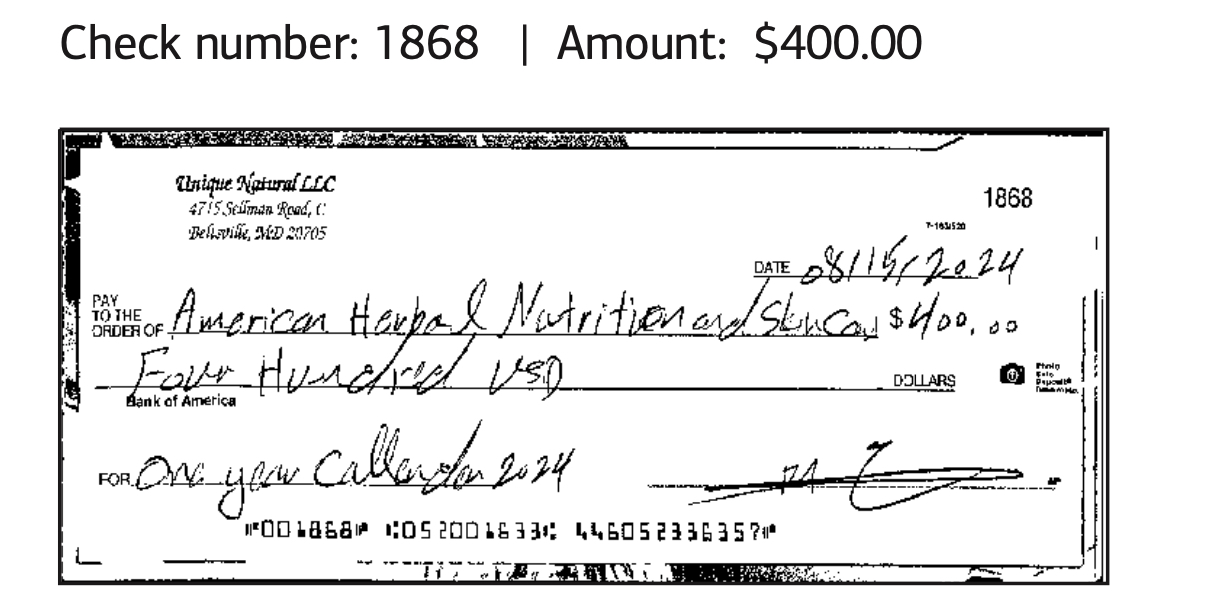 Check number: 1868 | Amount: $400.00
Unique Natural LLC
4715 Sellman Road, C
Beltsville, MD 20705
1868
7-163/520
DATE 08/15/2024
PAY TO THE ORDER OF American Herbal Nutrition and Skin Car $400.00
Four Hundred USD DOLLARS
Photo Safe Deposit®
Bank of America
FOR One year Callendar 2024
⑈001868⑈ ⑆052001633⑆ 446052336357⑈